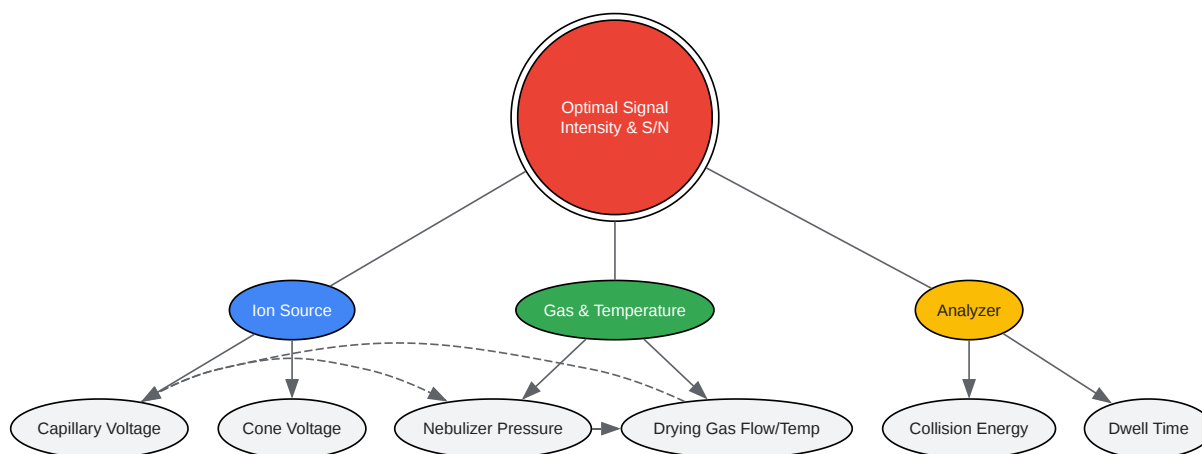 Optimal Signal
Intensity & S/N
Ion Source
Gas & Temperature
Analyzer
Capillary Voltage
Cone Voltage
Nebulizer Pressure
Drying Gas Flow/Temp
Collision Energy
Dwell Time